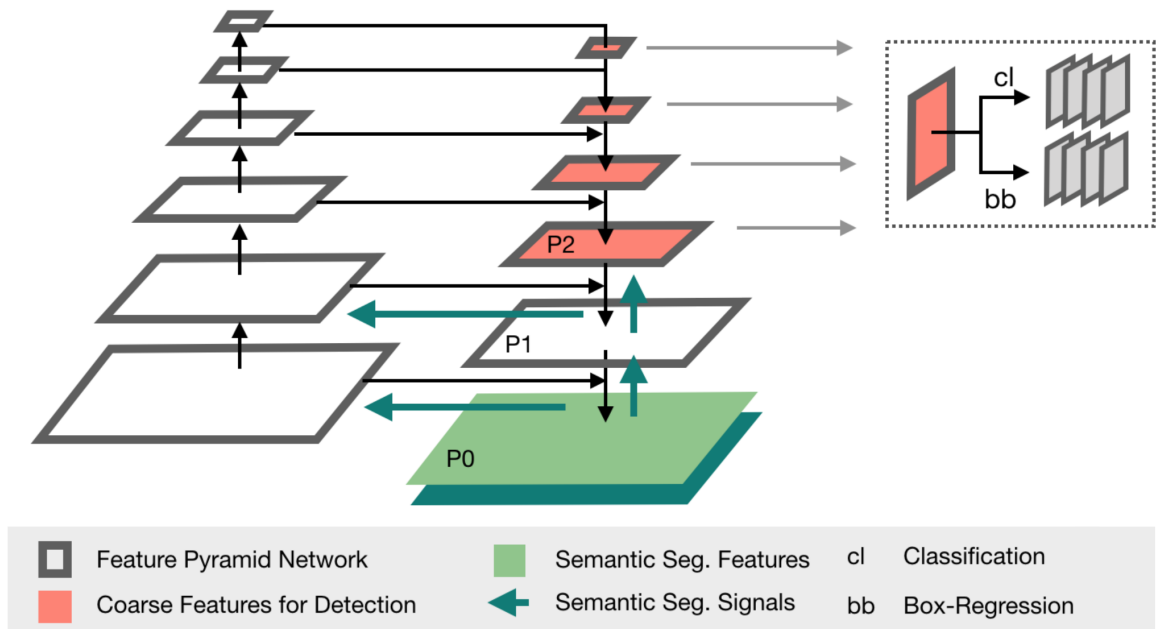 cl
bb
P2
P1
P0
Feature Pyramid Network
Semantic Seg. Features
cl Classification
Coarse Features for Detection
Semantic Seg. Signals
bb Box-Regression